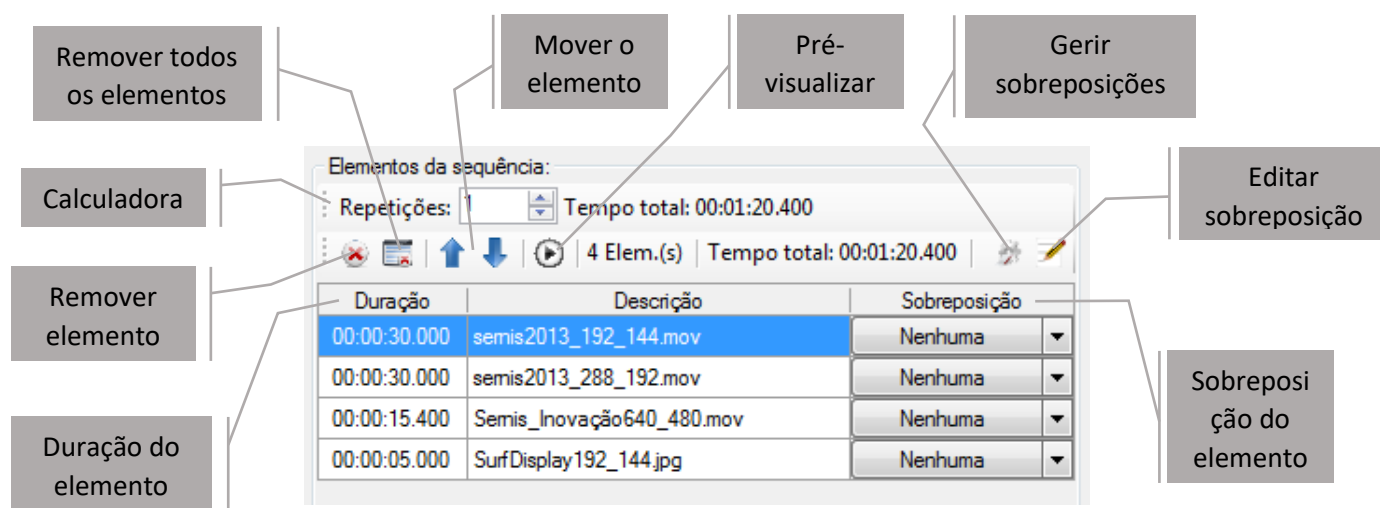 Remover todos
os elementos
Mover o
elemento
Pré-
visualizar
Gerir
sobreposições
Calculadora
Editar
sobreposição
Remover
elemento
Duração do
elemento
Sobreposi
ção do
elemento
Elementos da sequência:
Repetições: 1 Tempo total: 00:01:20.400
4 Elem.(s) Tempo total: 00:01:20.400
Duração Descrição Sobreposição
00:00:30.000 semis2013_192_144.mov Nenhuma
00:00:30.000 semis2013_288_192.mov Nenhuma
00:00:15.400 Semis_Inovação640_480.mov Nenhuma
00:00:05.000 SurfDisplay192_144.jpg Nenhuma